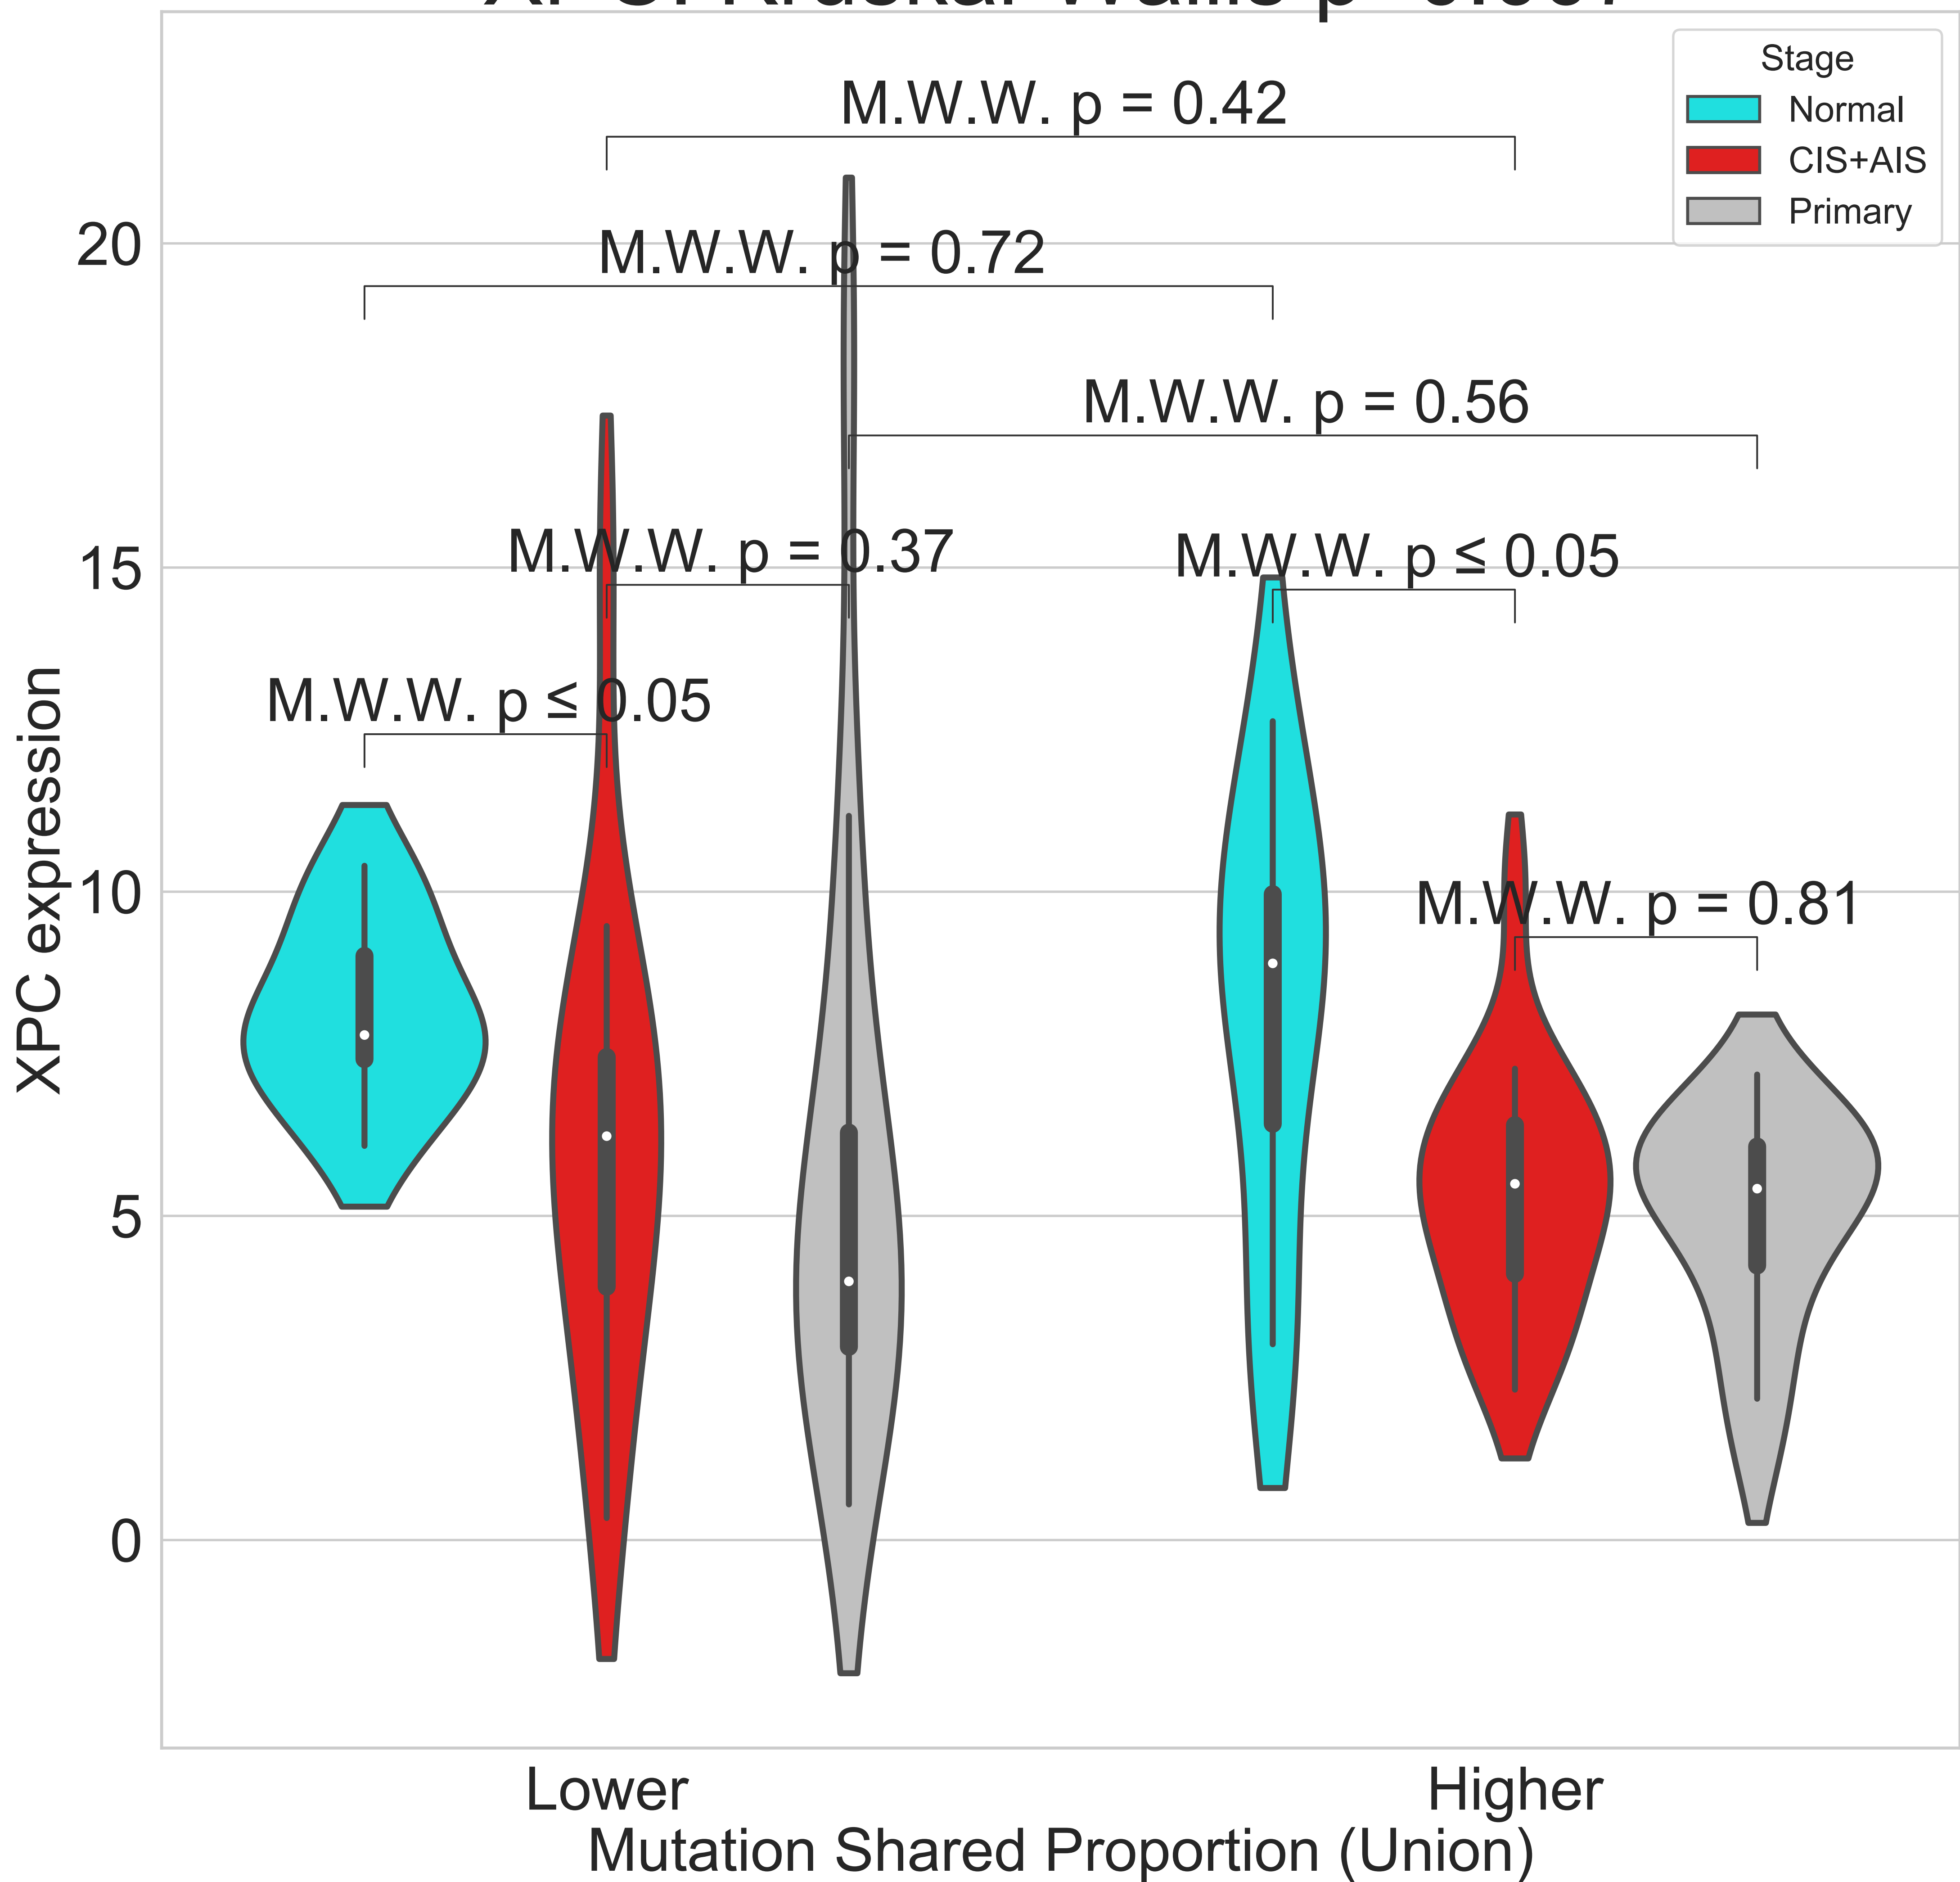 Stage
Normal
CIS+AIS
Primary
M.W.W. p = 0.42
M.W.W. p = 0.72
M.W.W. p = 0.56
M.W.W. p = 0.37
M.W.W. p ≤ 0.05
M.W.W. p ≤ 0.05
M.W.W. p = 0.81
XPC expression
20
15
10
5
0
Lower
Higher
Mutation Shared Proportion (Union)